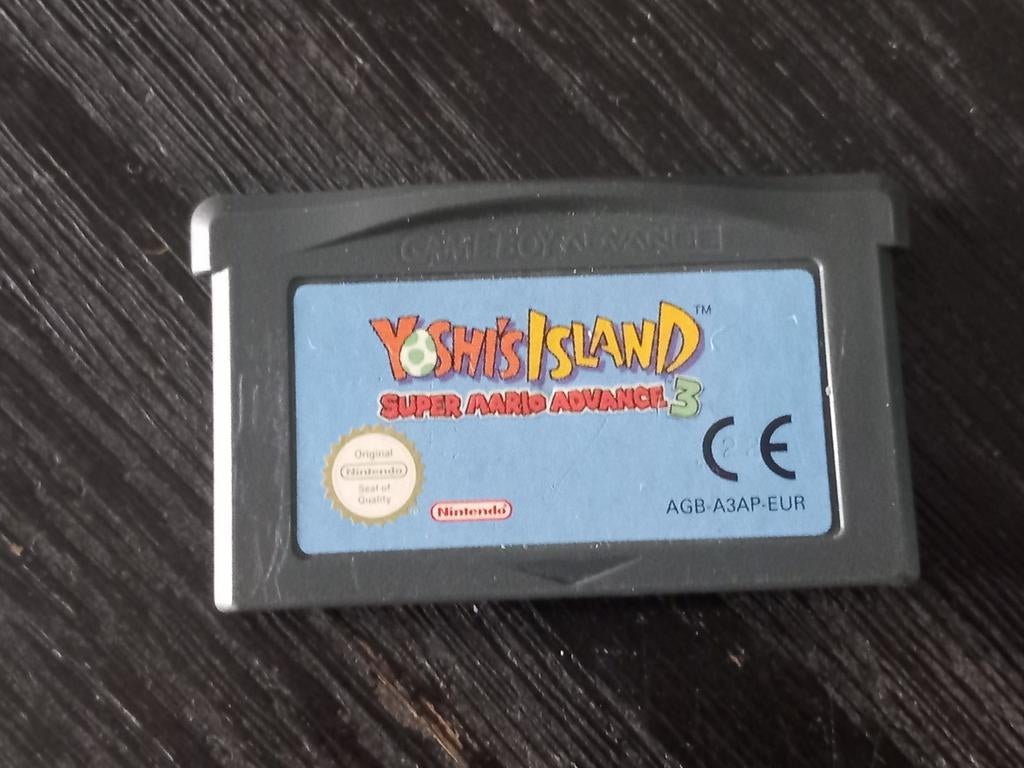 GAME BOY ADVANCE
YOSHI'S ISLAND™
SUPER MARIO ADVANCE 3
Original
Nintendo
Seal of
Quality
Nintendo
CE
AGB-A3AP-EUR